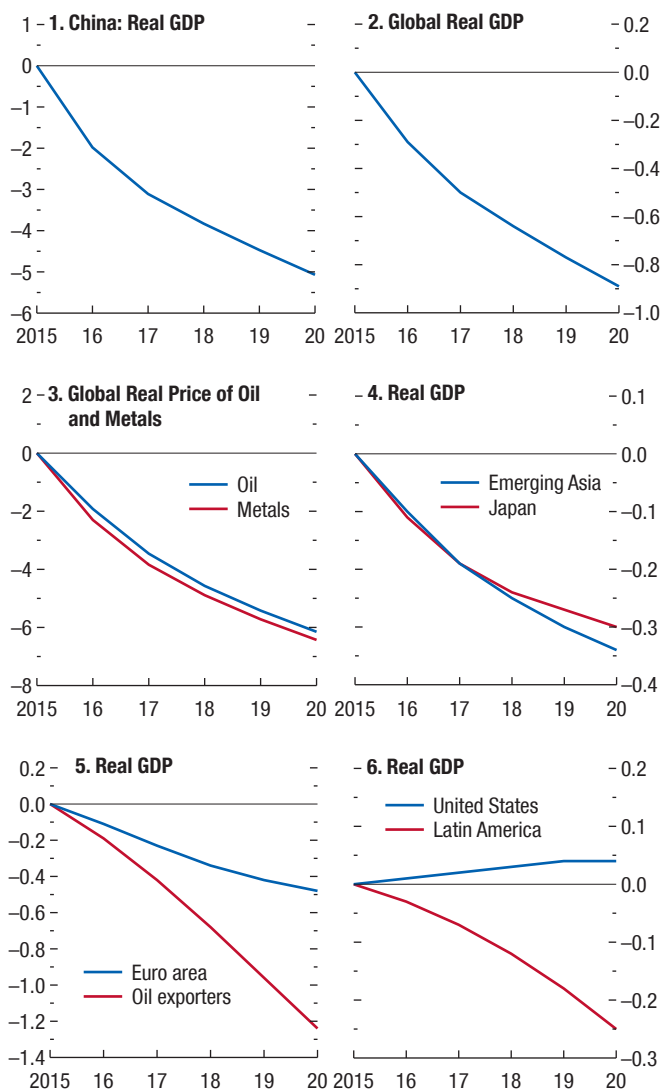 1. China: Real GDP
1
0
–1
–2
–3
–4
–5
–6
2015 16 17 18 19 20
2. Global Real GDP
0.2
0.0
–0.2
–0.4
–0.6
–0.8
–1.0
2015 16 17 18 19 20
3. Global Real Price of Oil
and Metals
2
0
–2
–4
–6
–8
Oil
Metals
2015 16 17 18 19 20
4. Real GDP
0.1
0.0
–0.1
–0.2
–0.3
–0.4
Emerging Asia
Japan
2015 16 17 18 19 20
5. Real GDP
0.2
0.0
–0.2
–0.4
–0.6
–0.8
–1.0
–1.2
–1.4
Euro area
Oil exporters
2015 16 17 18 19 20
6. Real GDP
0.2
0.1
0.0
–0.1
–0.2
–0.3
United States
Latin America
2015 16 17 18 19 20